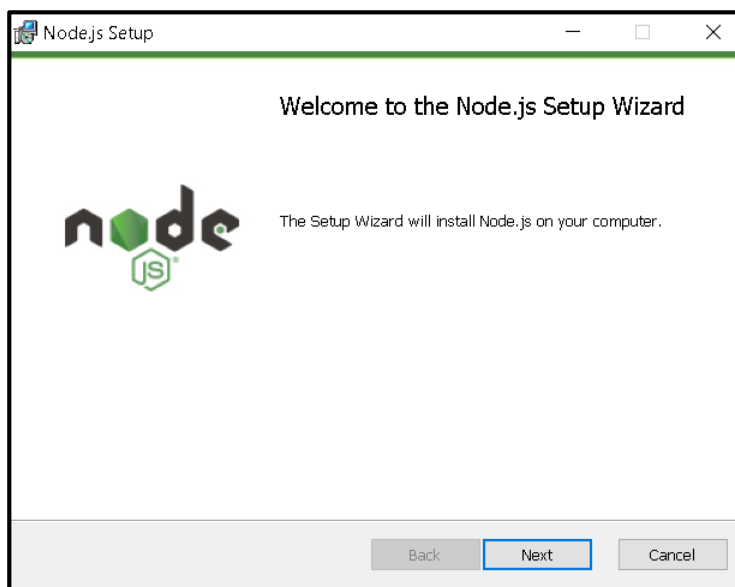 Node.js Setup
Welcome to the Node.js Setup Wizard
The Setup Wizard will install Node.js on your computer.
node
JS
Back Next Cancel